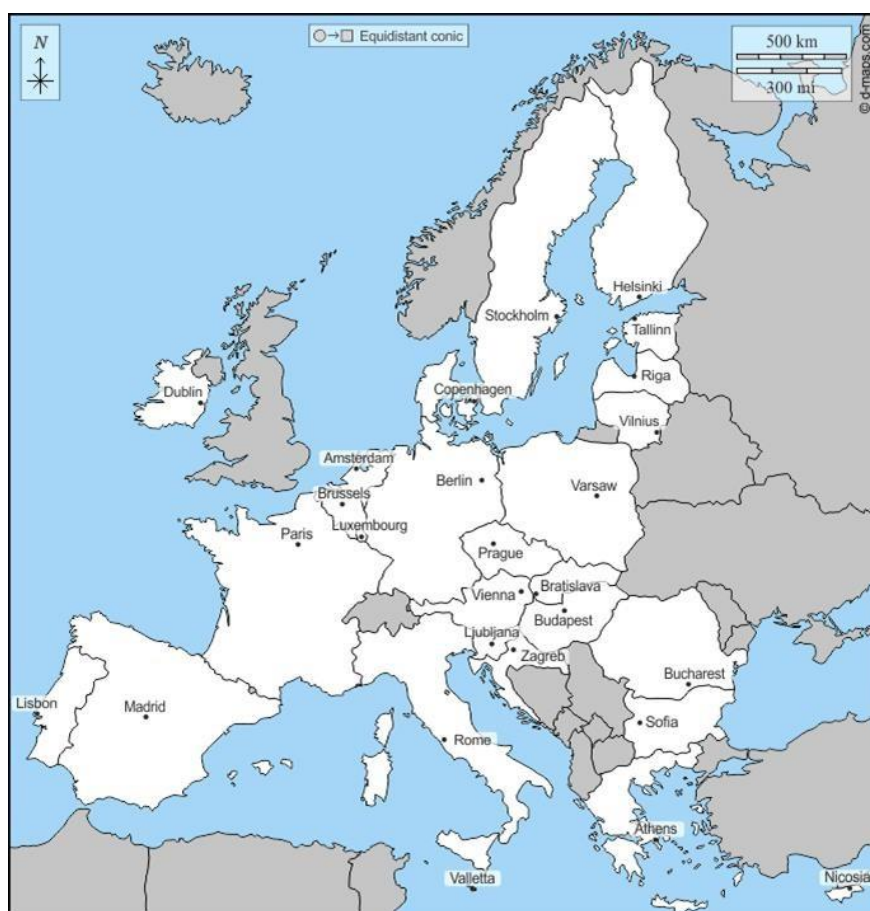 N
Equidistant conic
500 km
300 mi
© d-maps.com
Helsinki
Stockholm
Tallinn
Riga
Copenhagen
Dublin
Vilnius
Amsterdam
Berlin
Varsaw
Brussels
Luxembourg
Paris
Prague
Vienna
Bratislava
Budapest
Ljubljana
Zagreb
Bucharest
Lisbon
Madrid
Sofia
Rome
Athens
Valletta
Nicosia